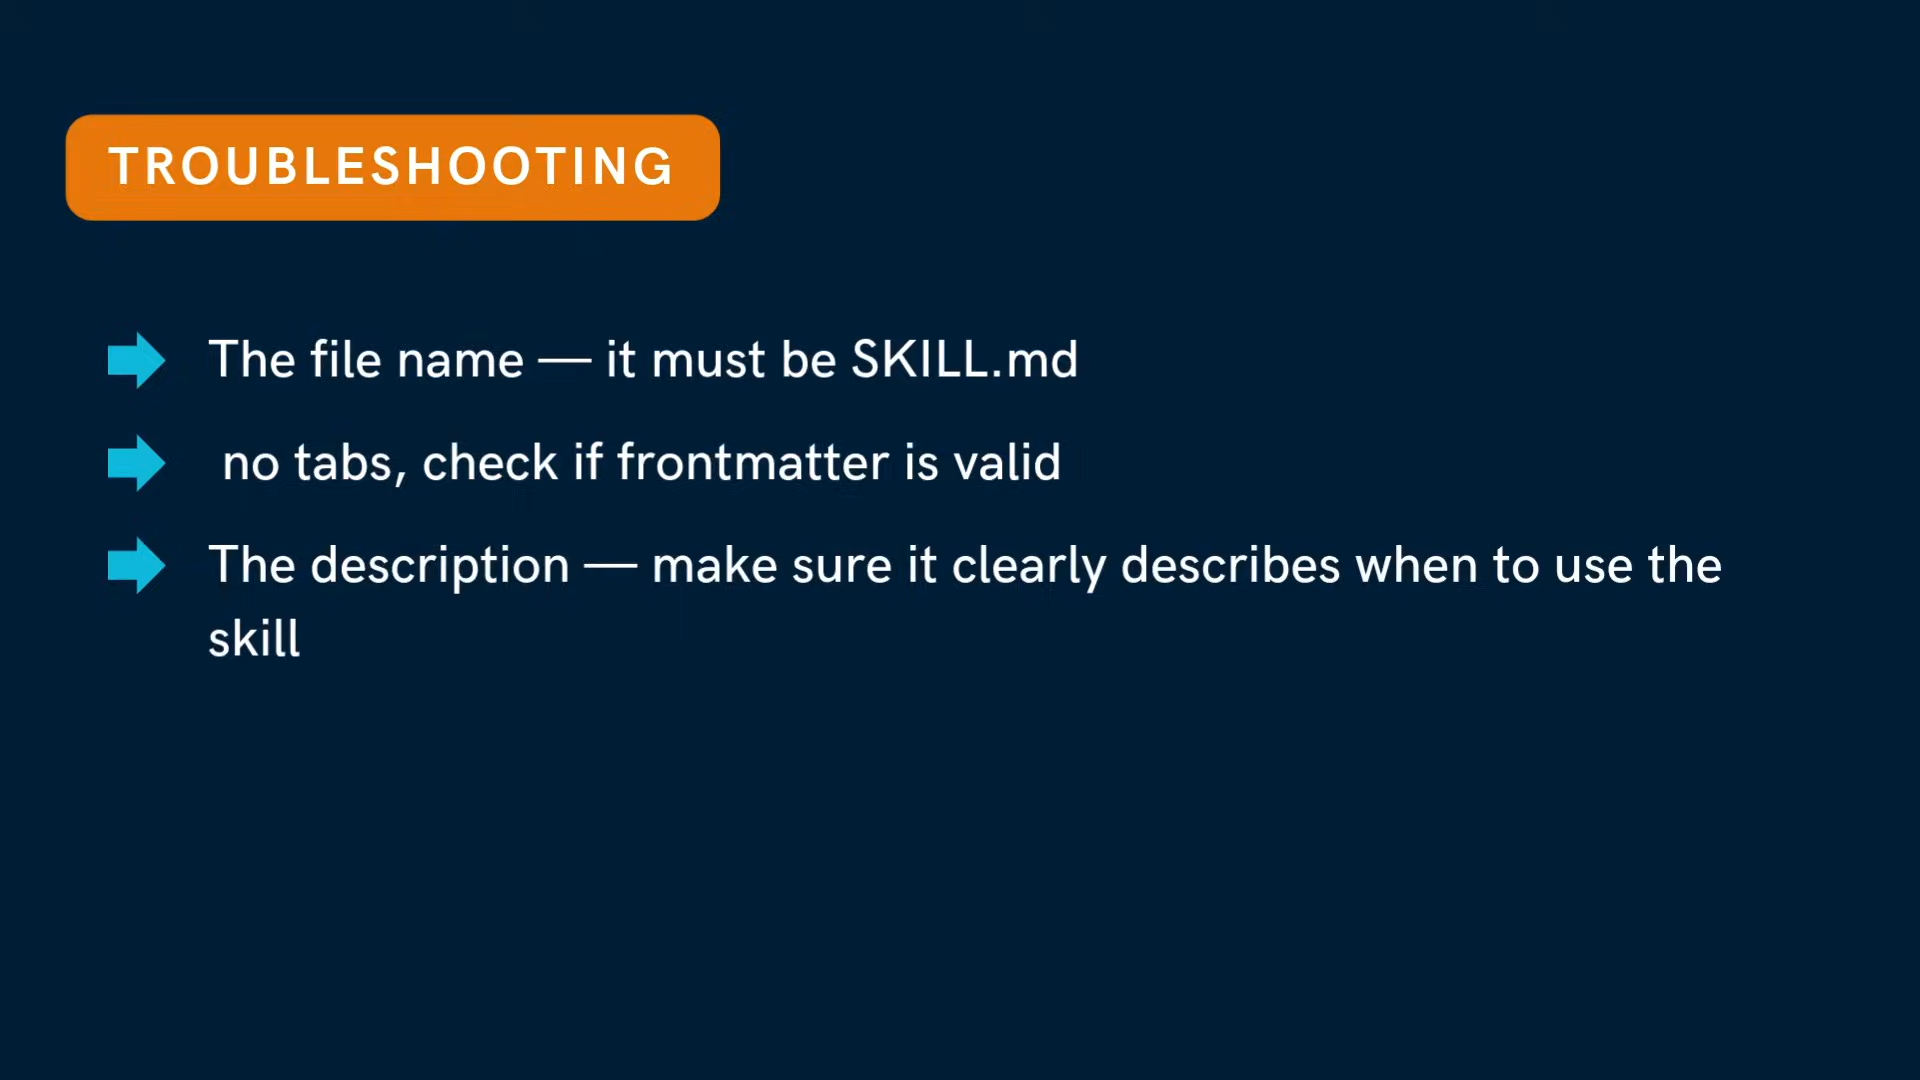 TROUBLESHOOTING
The file name — it must be SKILL.md
no tabs, check if frontmatter is valid
The description — make sure it clearly describes when to use the
skill